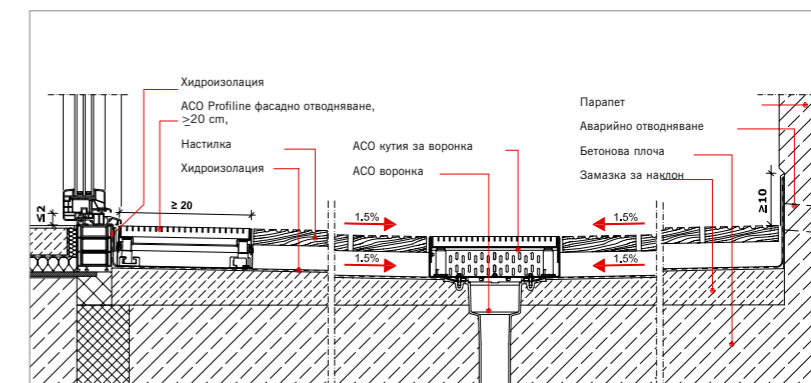 Хидроизолация
ACO Profiline фасадно отводняване,
≥20 cm,
Настилка
Хидроизолация
ACO кутия за воронка
ACO воронка
Парапет
Аварийно отводняване
Бетонова плоча
Замазка за наклон
≤2
≥ 20
1.5%
1.5%
≥10
1.5%
1.5%